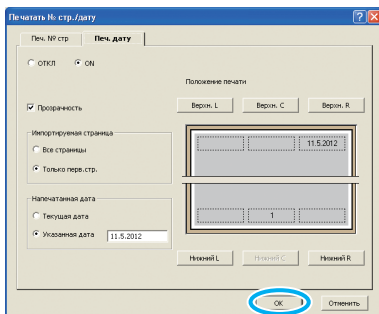 Печатать № стр./дату
Печ. № стр
Печ. дату
ОТКЛ
ON
Положение печати
Прозрачность
Верхн. L
Верхн. C
Верхн. R
Импортируемая страница
Все страницы
Только перв.стр.
11.5.2012
Напечатанная дата
Текущая дата
Указанная дата
11.5.2012
1
Нижний L
Нижний C
Нижний R
OK
Отменить